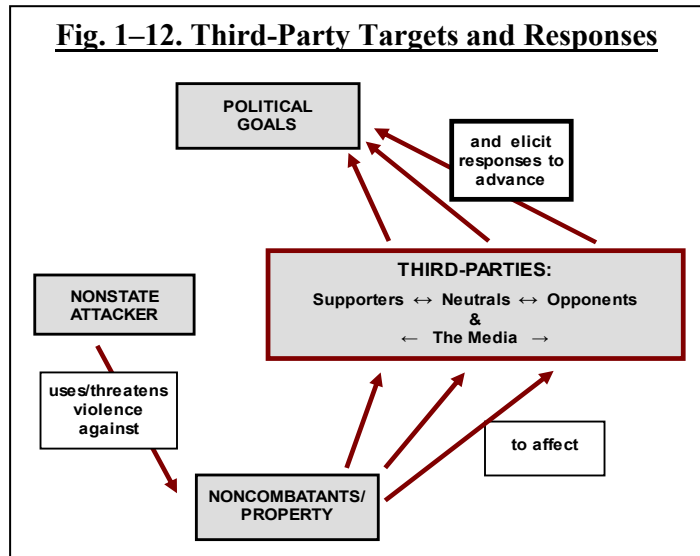 Fig. 1–12. Third-Party Targets and Responses
POLITICAL
GOALS
and elicit
responses to
advance
THIRD-PARTIES:
Supporters ↔ Neutrals ↔ Opponents
&
← The Media →
NONSTATE
ATTACKER
uses/threatens
violence
against
to affect
NONCOMBATANTS/
PROPERTY